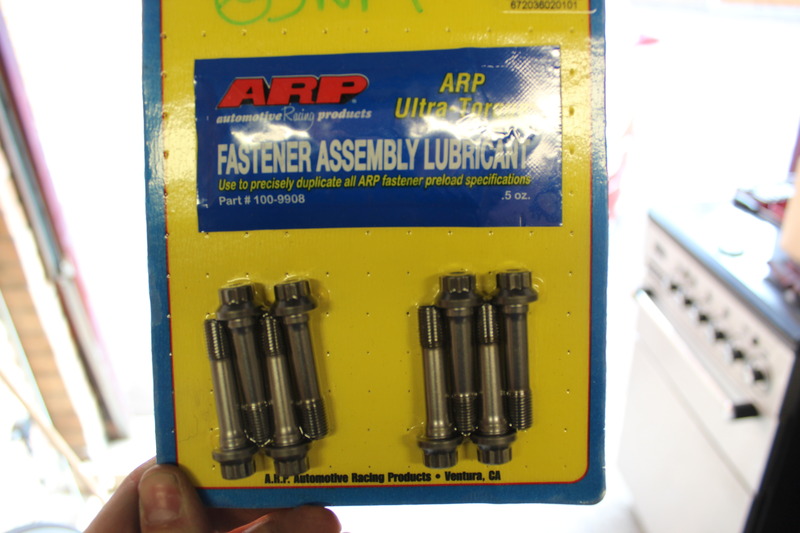 672036020101
ARP
automotive Racing products
ARP
Ultra-Torque
FASTENER ASSEMBLY LUBRICANT
Use to precisely duplicate all ARP fastener preload specifications
Part # 100-9908
.5 oz.
A.R.P. Automotive Racing Products • Ventura, CA